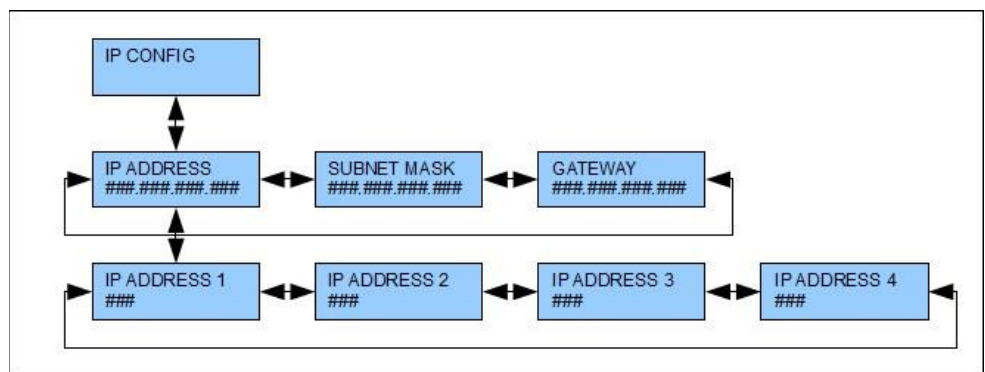 IP CONFIG
IP ADDRESS
###.###.###.###
SUBNET MASK
###.###.###.###
GATEWAY
###.###.###.###
IP ADDRESS 1
###
IP ADDRESS 2
###
IP ADDRESS 3
###
IP ADDRESS 4
###